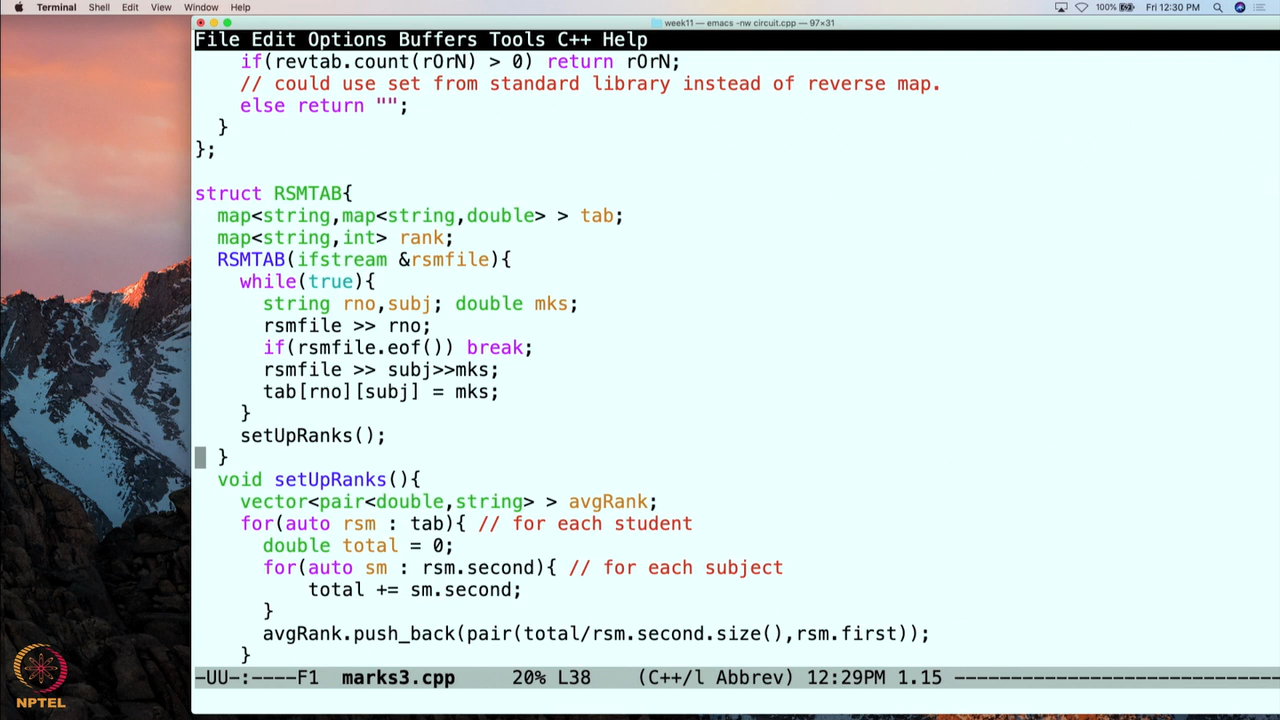 Terminal Shell Edit View Window Help 100% Fri 12:30 PM
week11 — emacs -nw circuit.cpp — 97×31
File Edit Options Buffers Tools C++ Help
if(revtab.count(rOrN) > 0) return rOrN;
// could use set from standard library instead of reverse map.
else return "";
}
};
struct RSMTAB{
map<string,map<string,double> > tab;
map<string,int> rank;
RSMTAB(ifstream &rsmfile){
while(true){
string rno,subj; double mks;
rsmfile >> rno;
if(rsmfile.eof()) break;
rsmfile >> subj>>mks;
tab[rno][subj] = mks;
}
setUpRanks();
}
void setUpRanks(){
vector<pair<double,string> > avgRank;
for(auto rsm : tab){ // for each student
double total = 0;
for(auto sm : rsm.second){ // for each subject
total += sm.second;
}
avgRank.push_back(pair(total/rsm.second.size(),rsm.first));
}
-UU-:----F1 marks3.cpp 20% L38 (C++/l Abbrev) 12:29PM 1.15 -----------------------------
NPTEL